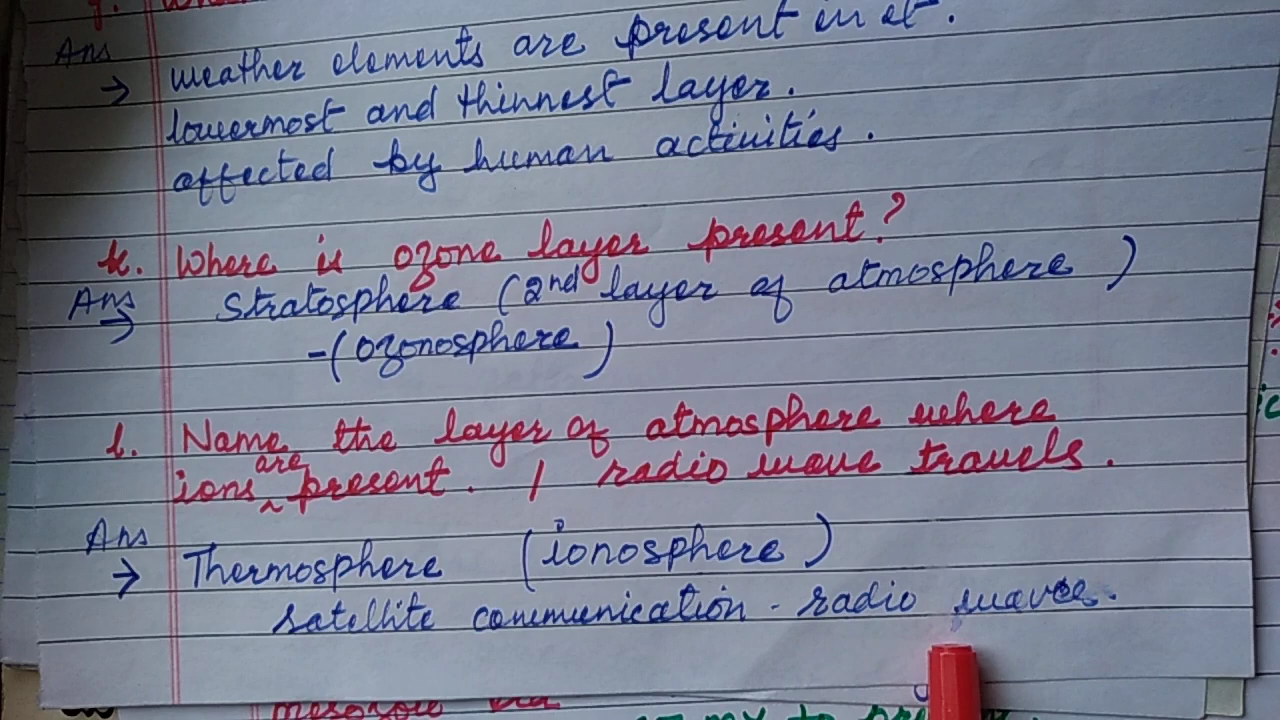 j.
Ans weather elements are present in it.
→ lowermost and thinnest layer.
affected by human activities.
k. Where is ozone layer present?
Ans → Stratosphere (2nd layer of atmosphere)
-(ozonosphere)
l. Name the layer of atmosphere where
ions are present. / radio wave travels.
Ans → Thermosphere (ionosphere)
satellite communication - radio waves.